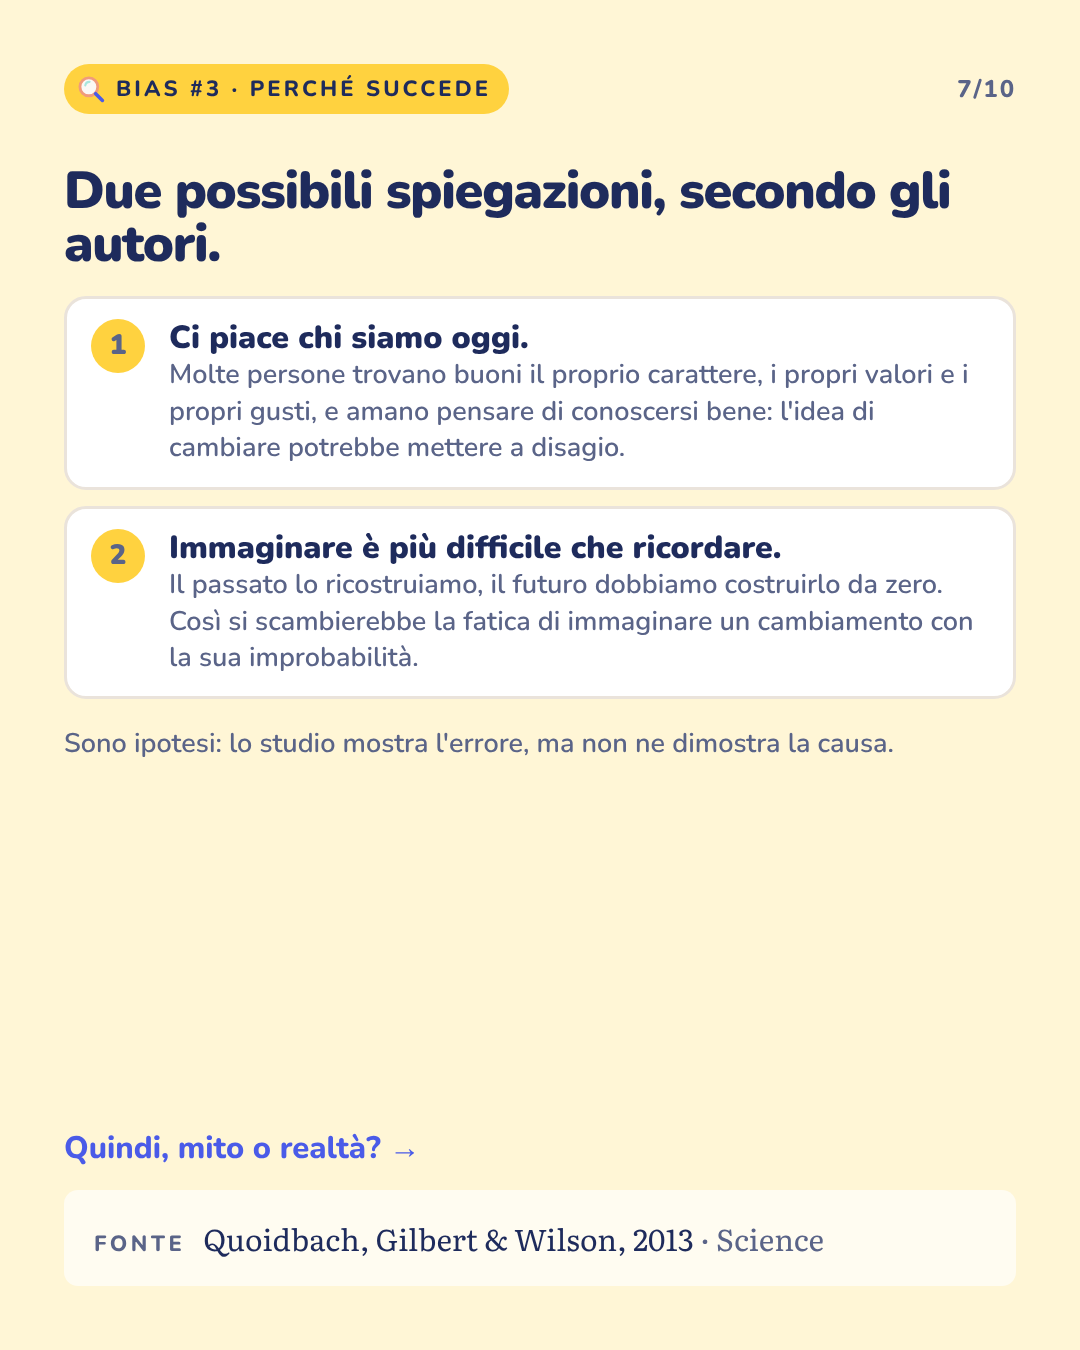 🔍 BIAS #3 · PERCHÉ SUCCEDE
7/10
Due possibili spiegazioni, secondo gli
autori.
1
Ci piace chi siamo oggi.
Molte persone trovano buoni il proprio carattere, i propri valori e i
propri gusti, e amano pensare di conoscersi bene: l'idea di
cambiare potrebbe mettere a disagio.
2
Immaginare è più difficile che ricordare.
Il passato lo ricostruiamo, il futuro dobbiamo costruirlo da zero.
Così si scambierebbe la fatica di immaginare un cambiamento con
la sua improbabilità.
Sono ipotesi: lo studio mostra l'errore, ma non ne dimostra la causa.
Quindi, mito o realtà? →
FONTE Quoidbach, Gilbert & Wilson, 2013 · Science